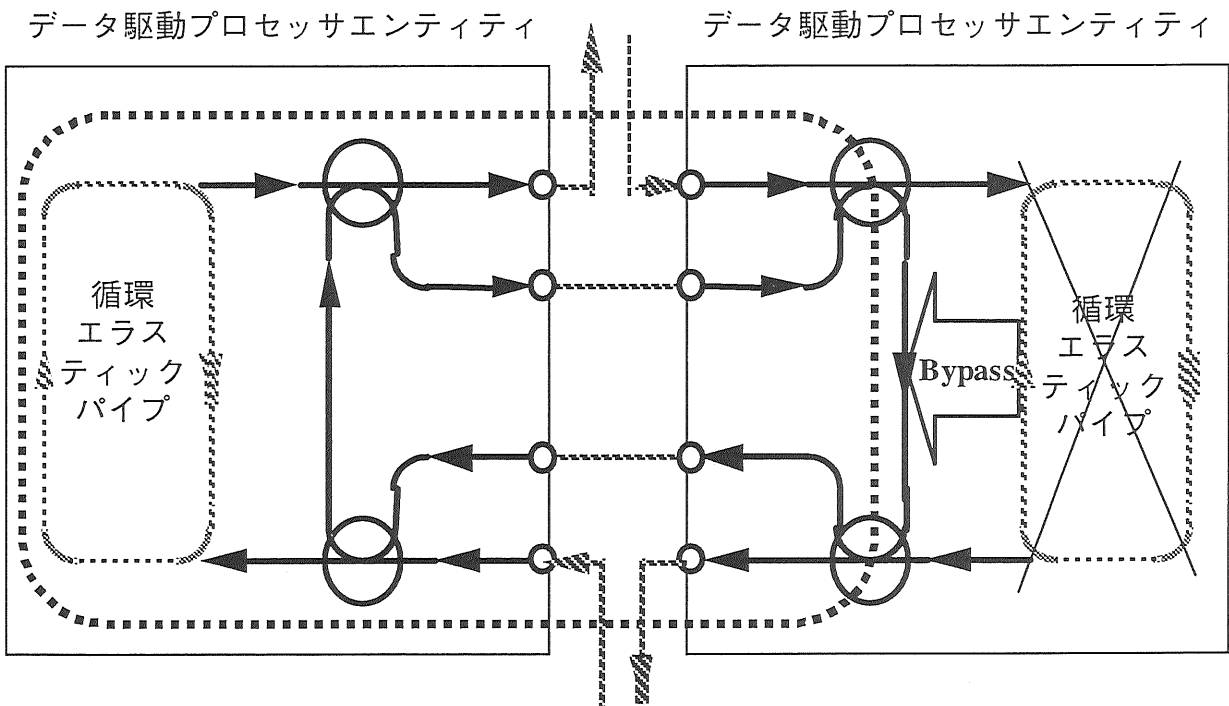 データ駆動プロセッサエンティティ
データ駆動プロセッサエンティティ
循環
エラス
ティック
パイプ
Bypass
循環
エラス
ティック
パイプ